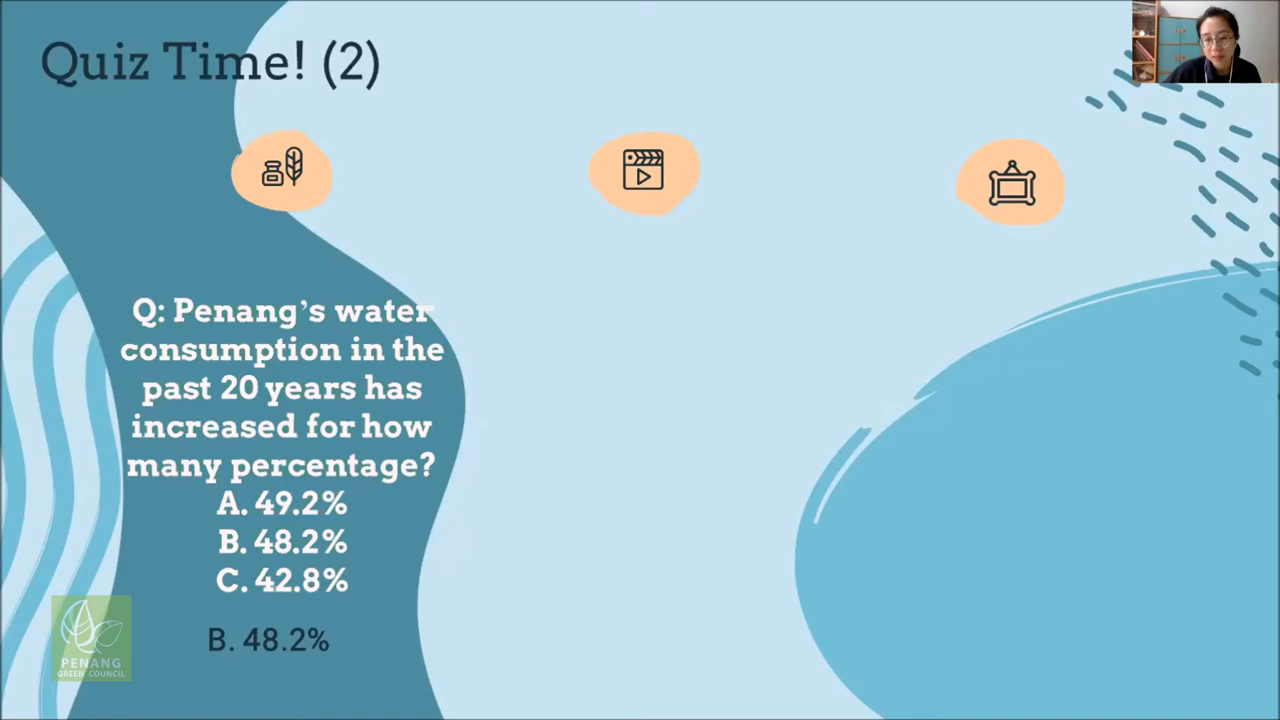 Quiz Time! (2)
Q: Penang’s water
consumption in the
past 20 years has
increased for how
many percentage?
A. 49.2%
B. 48.2%
C. 42.8%
B. 48.2%
PENANG
GREEN COUNCIL